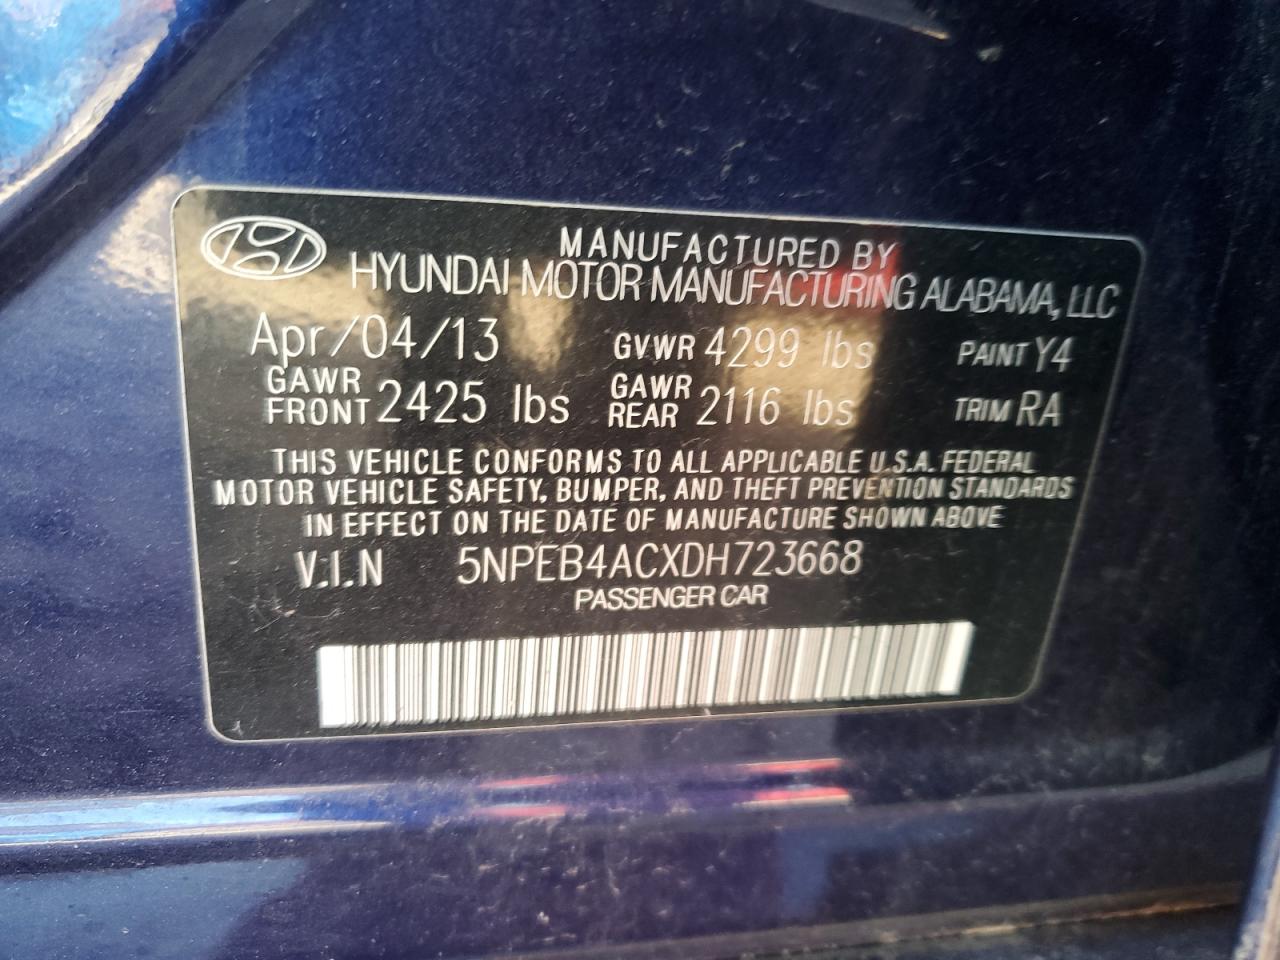 MANUFACTURED BY
HYUNDAI MOTOR MANUFACTURING ALABAMA, LLC
Apr/04/13 GVWR 4299 lbs PAINT Y4
GAWR FRONT 2425 lbs GAWR REAR 2116 lbs TRIM RA
THIS VEHICLE CONFORMS TO ALL APPLICABLE U.S.A. FEDERAL
MOTOR VEHICLE SAFETY, BUMPER, AND THEFT PREVENTION STANDARDS
IN EFFECT ON THE DATE OF MANUFACTURE SHOWN ABOVE
V.I.N 5NPEB4ACXDH723668
PASSENGER CAR